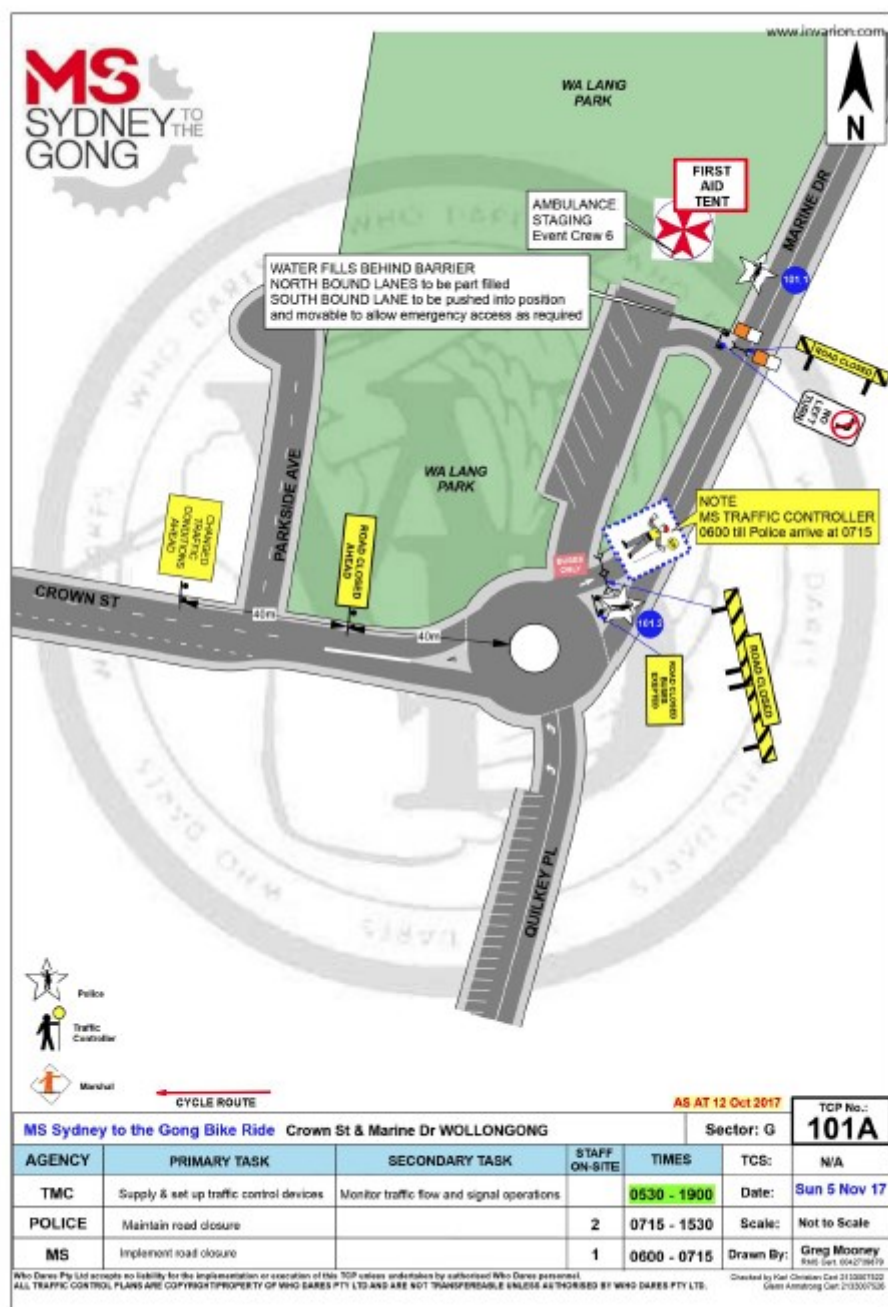 www.invarion.com
MS
SYDNEY TO THE
GONG
N
WA LANG
PARK
FIRST
AID
TENT
MARINE DR
AMBULANCE
STAGING
Event Crew 6
101.1
WATER FILLS BEHIND BARRIER
NORTH BOUND LANES to be part filled
SOUTH BOUND LANE to be pushed into position
and movable to allow emergency access as required
ROAD CLOSED
NO
LEFT
TURN
WA LANG
PARK
PARKSIDE AVE
CHANGED
TRAFFIC
CONDITIONS
AHEAD
ROAD CLOSED
AHEAD
NOTE
MS TRAFFIC CONTROLLER
0600 till Police arrive at 0715
BUSES
ONLY
CROWN ST
40m
40m
101.2
ROAD CLOSED
BUSES
EXEPTED
ROAD CLOSED
QUILKEY PL
WHO DARES
Police
Traffic
Controller
Marshal
CYCLE ROUTE
AS AT 12 Oct 2017
TCP No.:
101A
MS Sydney to the Gong Bike Ride Crown St & Marine Dr WOLLONGONG Sector: G
AGENCY PRIMARY TASK SECONDARY TASK STAFF ON-SITE TIMES TCS: N/A
TMC Supply & set up traffic control devices Monitor traffic flow and signal operations 0530 - 1900 Date: Sun 5 Nov 17
POLICE Maintain road closure 2 0715 - 1530 Scale: Not to Scale
MS Implement road closure 1 0600 - 0715 Drawn By: Greg Mooney
Who Dares Pty Ltd accepts no liability for the implementation or execution of this TCP unless undertaken by authorised Who Dares personnel.
ALL TRAFFIC CONTROL PLANS ARE COPYRIGHT/PROPERTY OF WHO DARES PTY LTD AND ARE NOT TRANSFEREABLE UNLESS AUTHORISED BY WHO DARES PTY LTD.